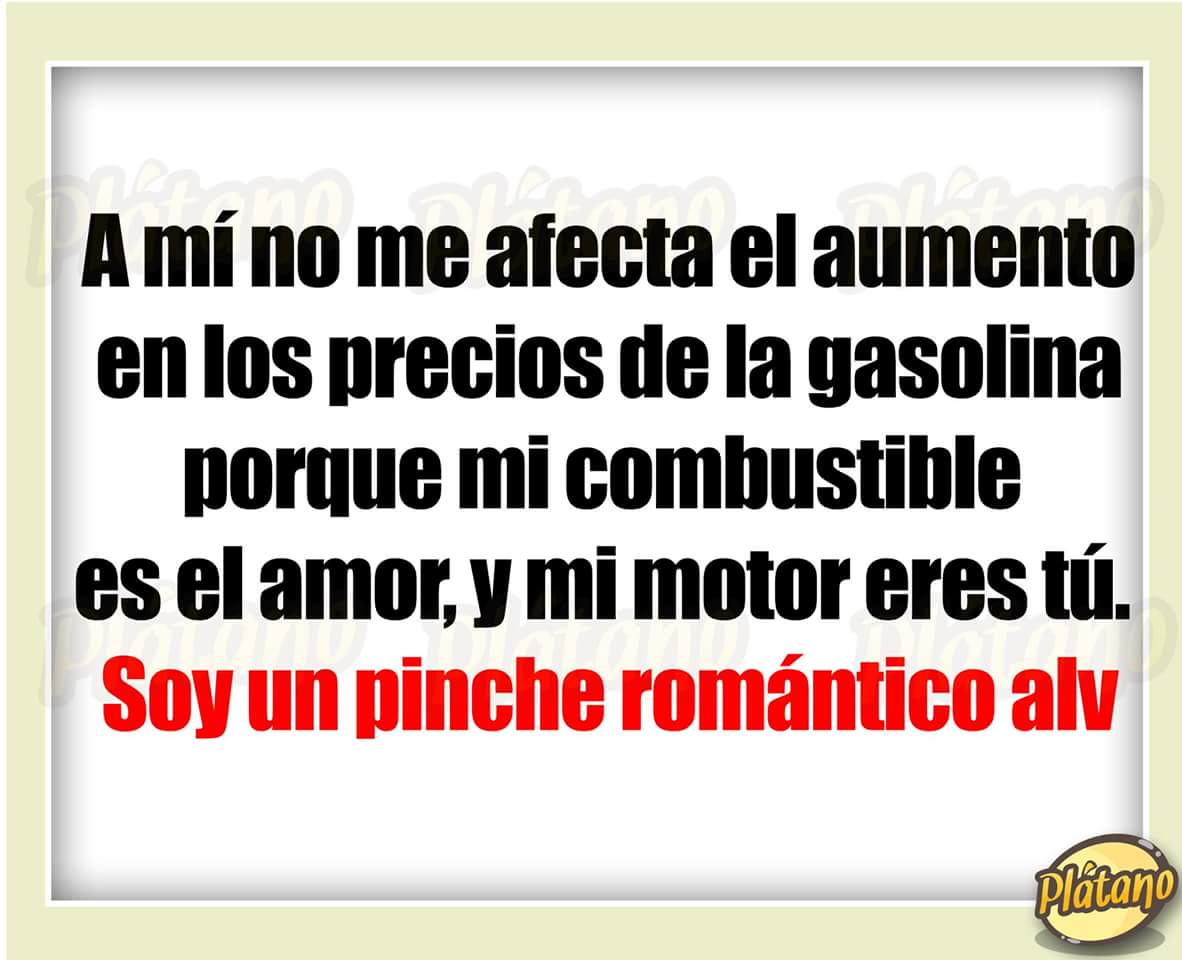 A mí no me afecta el aumento
en los precios de la gasolina
porque mi combustible
es el amor, y mi motor eres tú.
Soy un pinche romántico alv
Plátano